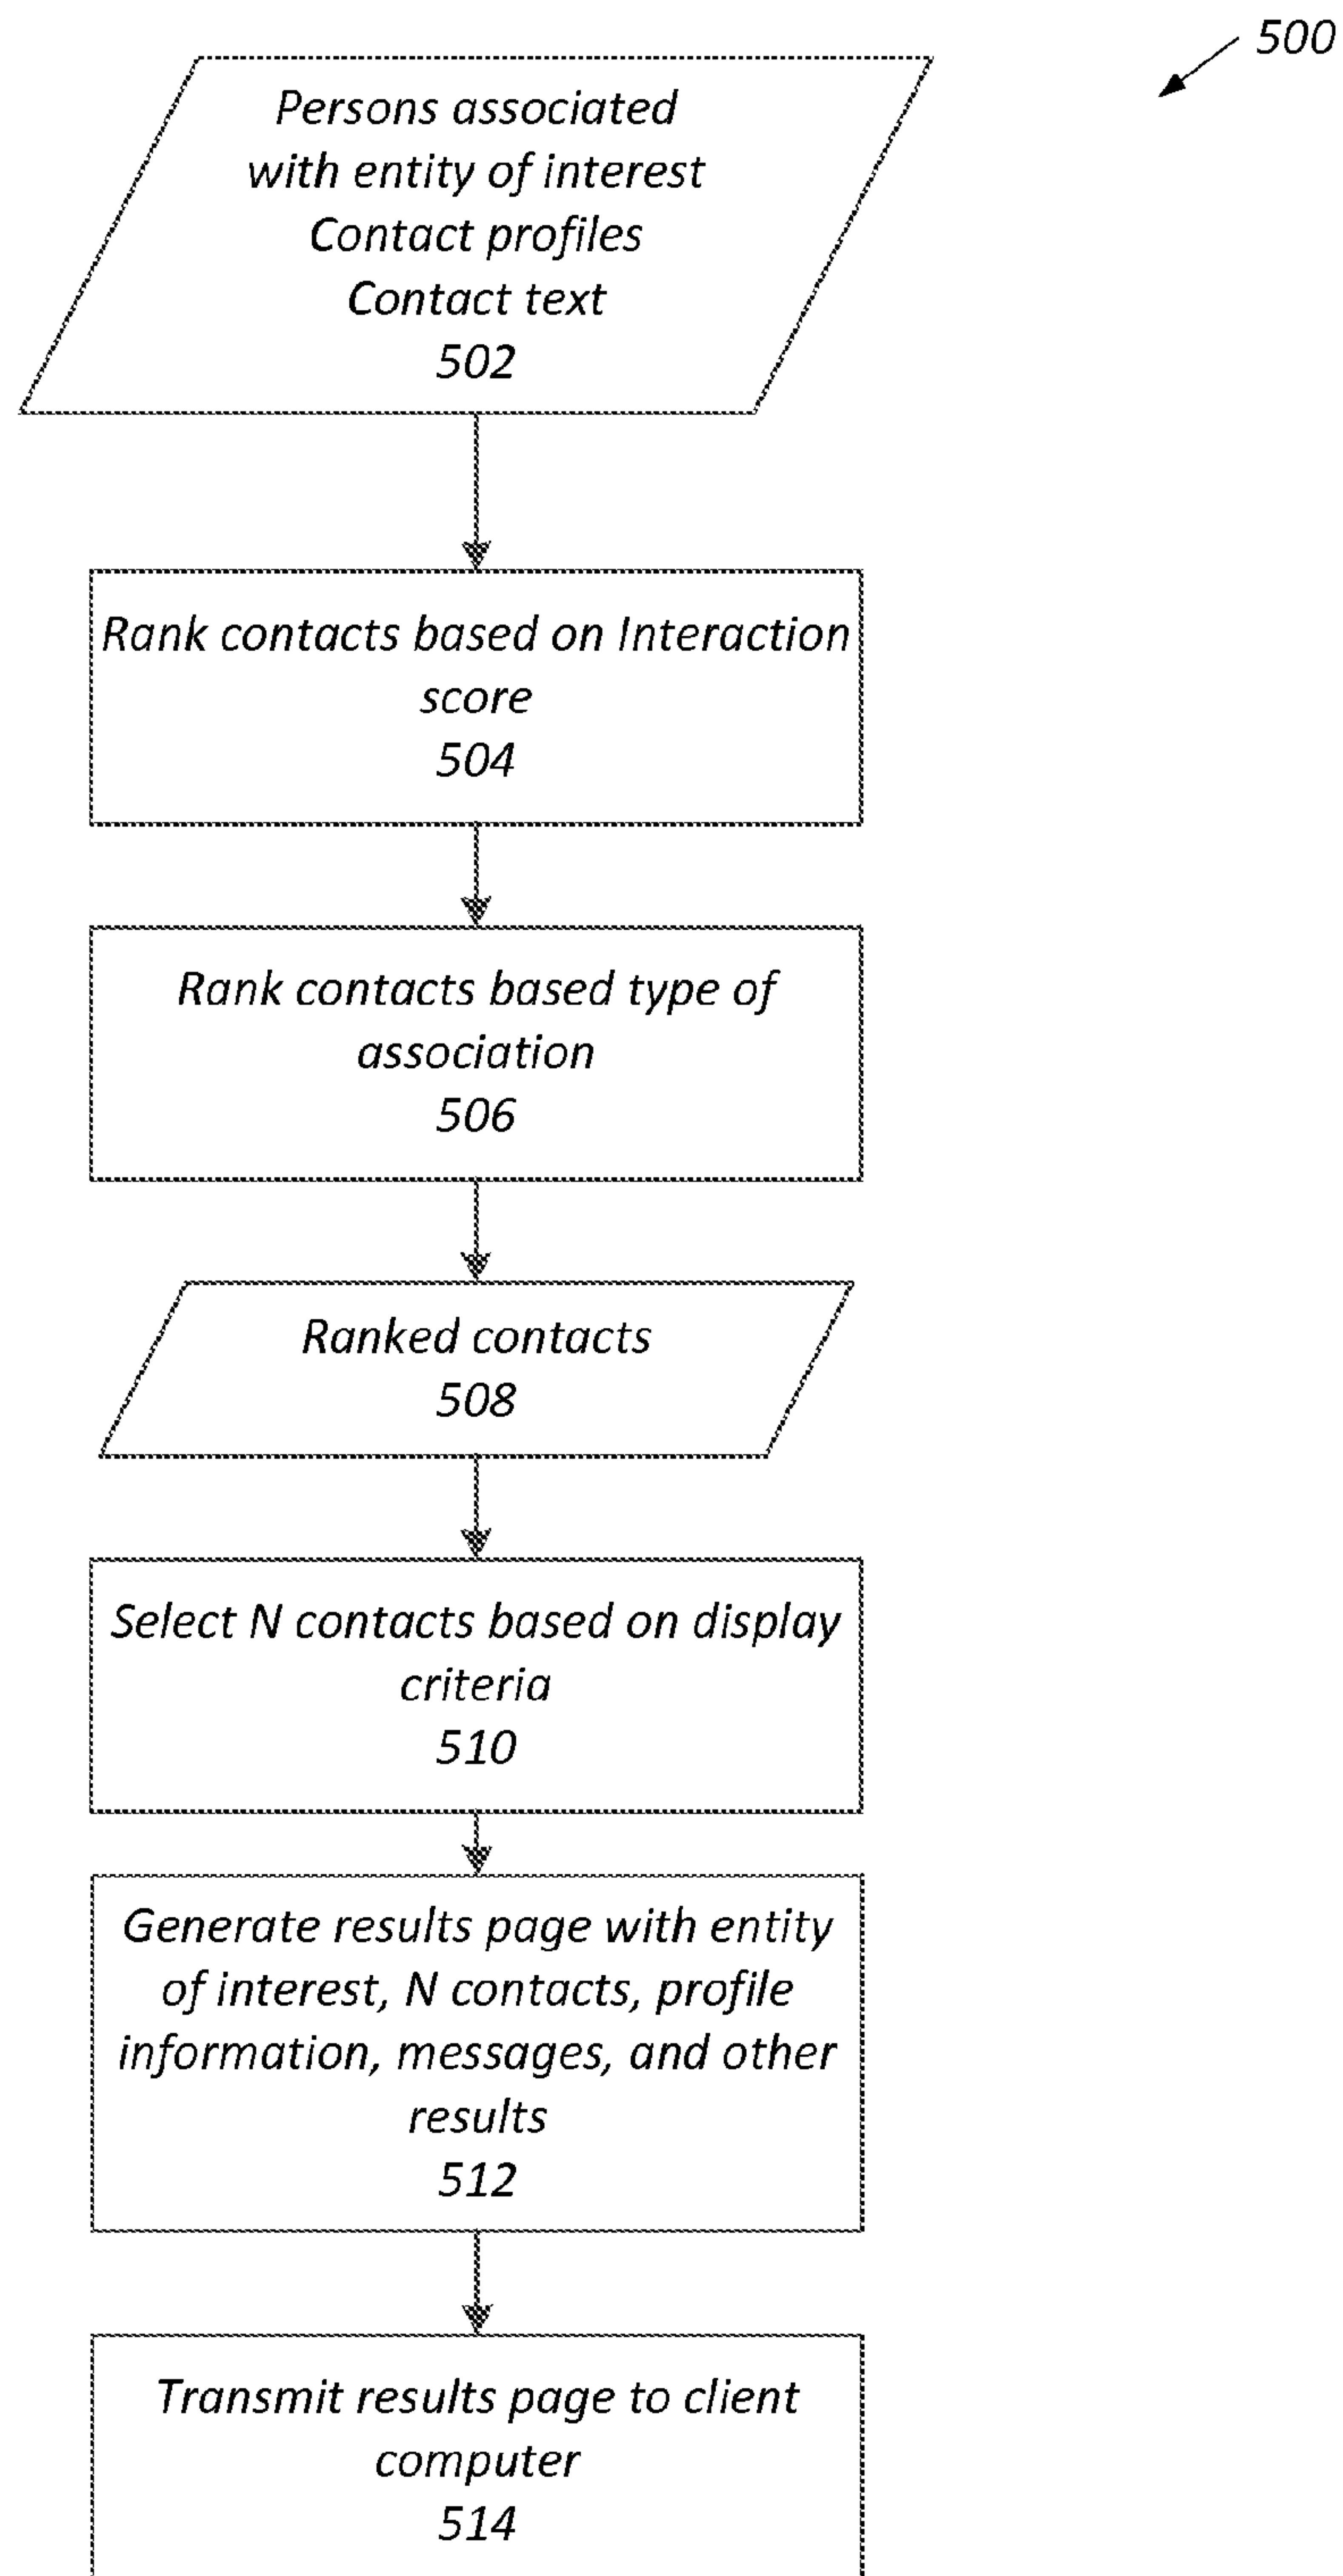 500
Persons associated
with entity of interest
Contact profiles
Contact text
502
Rank contacts based on Interaction
score
504
Rank contacts based type of
association
506
Ranked contacts
508
Select N contacts based on display
criteria
510
Generate results page with entity
of interest, N contacts, profile
information, messages, and other
results
512
Transmit results page to client
computer
514